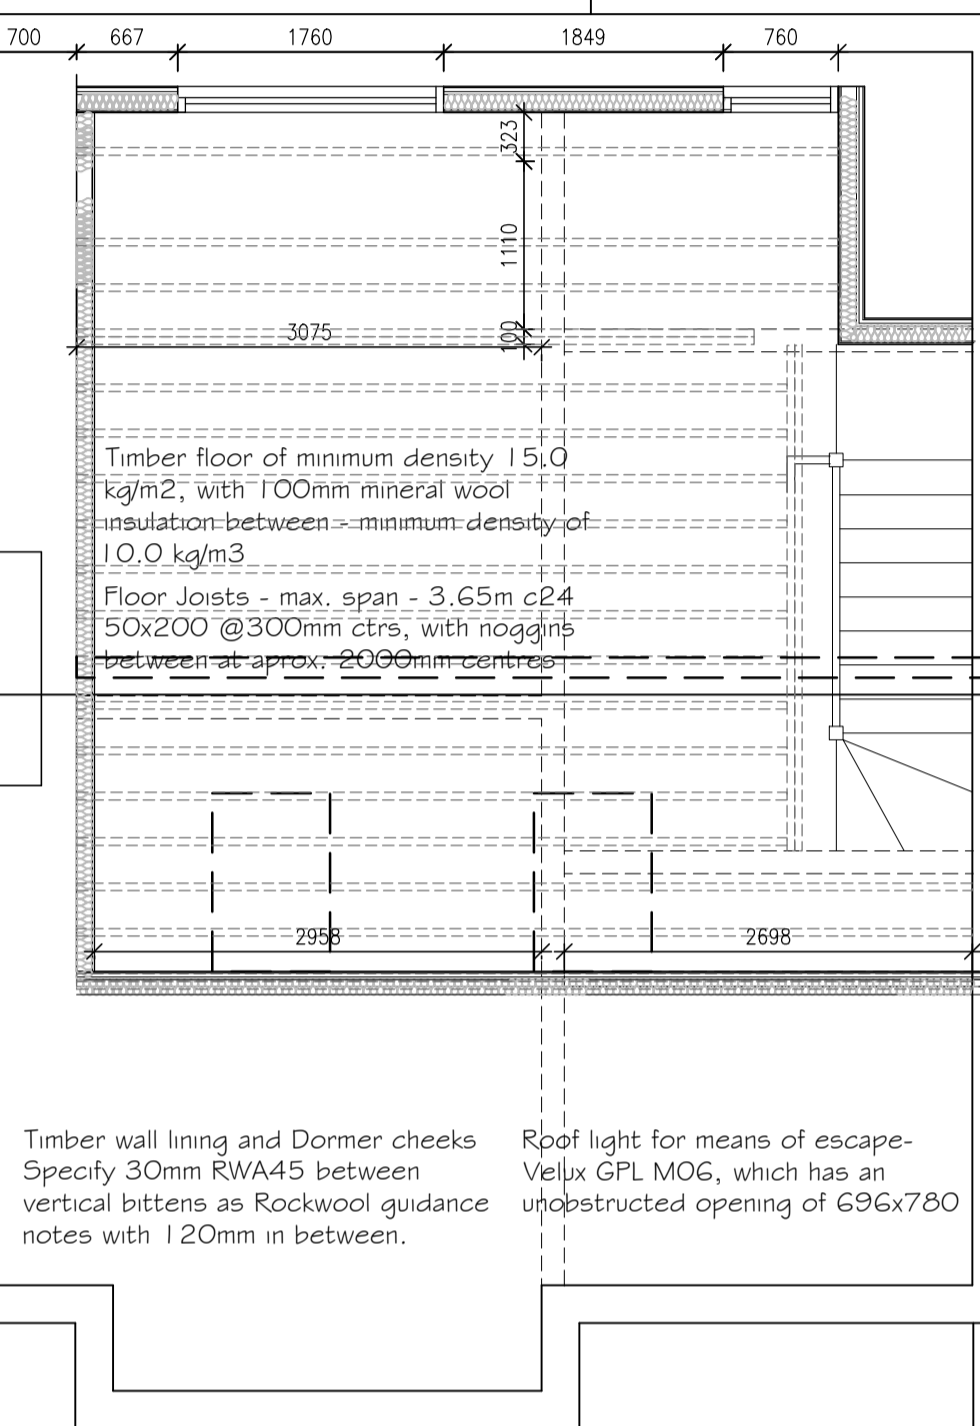 700 667 1760 1849 760
323
1110
100
3075
Timber floor of minimum density 15.0
kg/m2, with 100mm mineral wool
insulation between - minimum density of
10.0 kg/m3
Floor Joists - max. span - 3.65m c24
50x200 @300mm ctrs, with noggins
between at aprox. 2000mm centres
2958 2698
Timber wall lining and Dormer cheeks
Specify 30mm RWA45 between
vertical bittens as Rockwool guidance
notes with 120mm in between.
Roof light for means of escape-
Velux GPL M06, which has an
unobstructed opening of 696x780